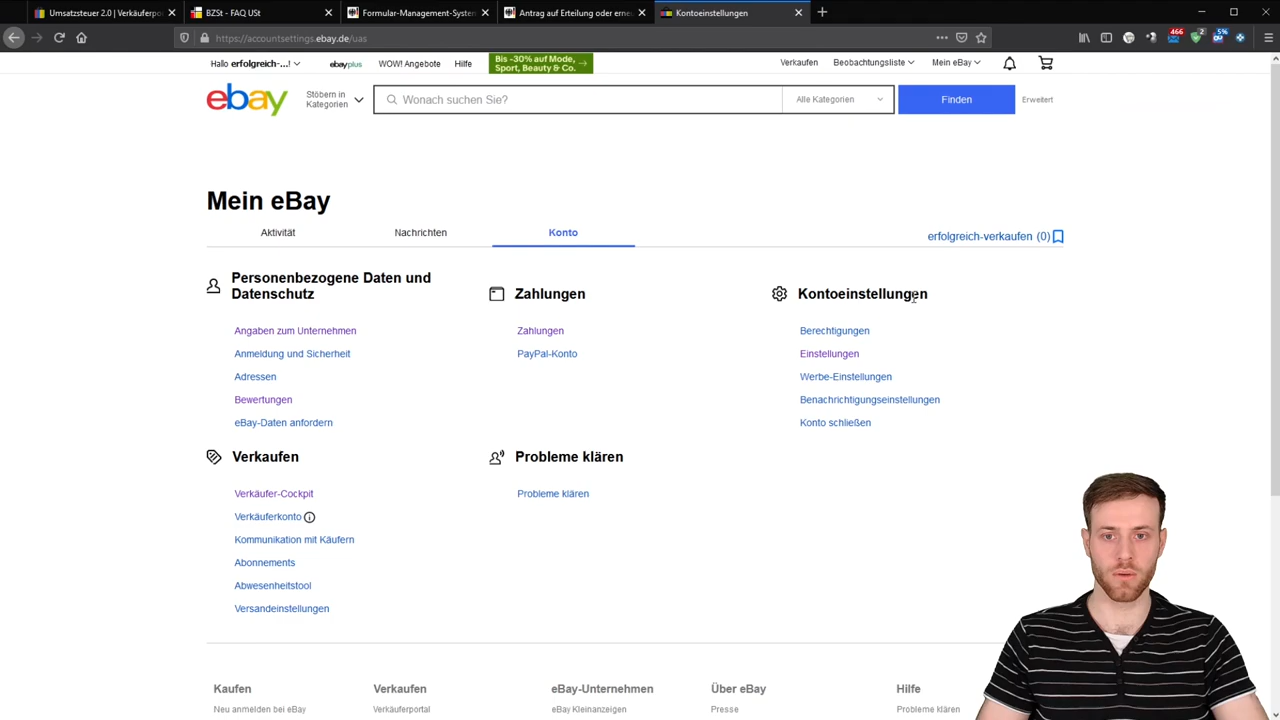 Umsatzsteuer 2.0 | Verkäuferpo
BZSt - FAQ USt
Formular-Management-System
Antrag auf Erteilung oder erneu
Kontoeinstellungen
https://accountsettings.ebay.de/uas
466
2
5%
Hallo erfolgreich-...!
ebayplus
WOW! Angebote
Hilfe
Bis -30% auf Mode,
Sport, Beauty & Co.
Verkaufen
Beobachtungsliste
Mein eBay
ebay
Stöbern in
Kategorien
Wonach suchen Sie?
Alle Kategorien
Finden
Erweitert
Mein eBay
Aktivität
Nachrichten
Konto
erfolgreich-verkaufen (0)
Personenbezogene Daten und
Datenschutz
Angaben zum Unternehmen
Anmeldung und Sicherheit
Adressen
Bewertungen
eBay-Daten anfordern
Zahlungen
Zahlungen
PayPal-Konto
Kontoeinstellungen
Berechtigungen
Einstellungen
Werbe-Einstellungen
Benachrichtigungseinstellungen
Konto schließen
Verkaufen
Verkäufer-Cockpit
Verkäuferkonto
Kommunikation mit Käufern
Abonnements
Abwesenheitstool
Versandeinstellungen
Probleme klären
Probleme klären
Kaufen
Neu anmelden bei eBay
Verkaufen
Verkäuferportal
eBay-Unternehmen
eBay Kleinanzeigen
Über eBay
Presse
Hilfe
Probleme klären